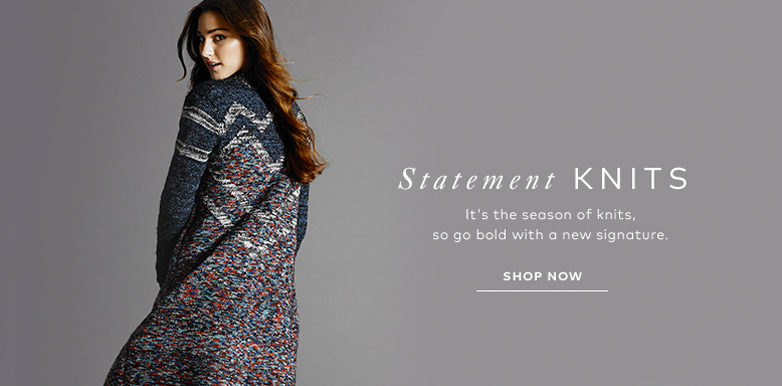 Statement KNITS
It's the season of knits,
so go bold with a new signature.
SHOP NOW